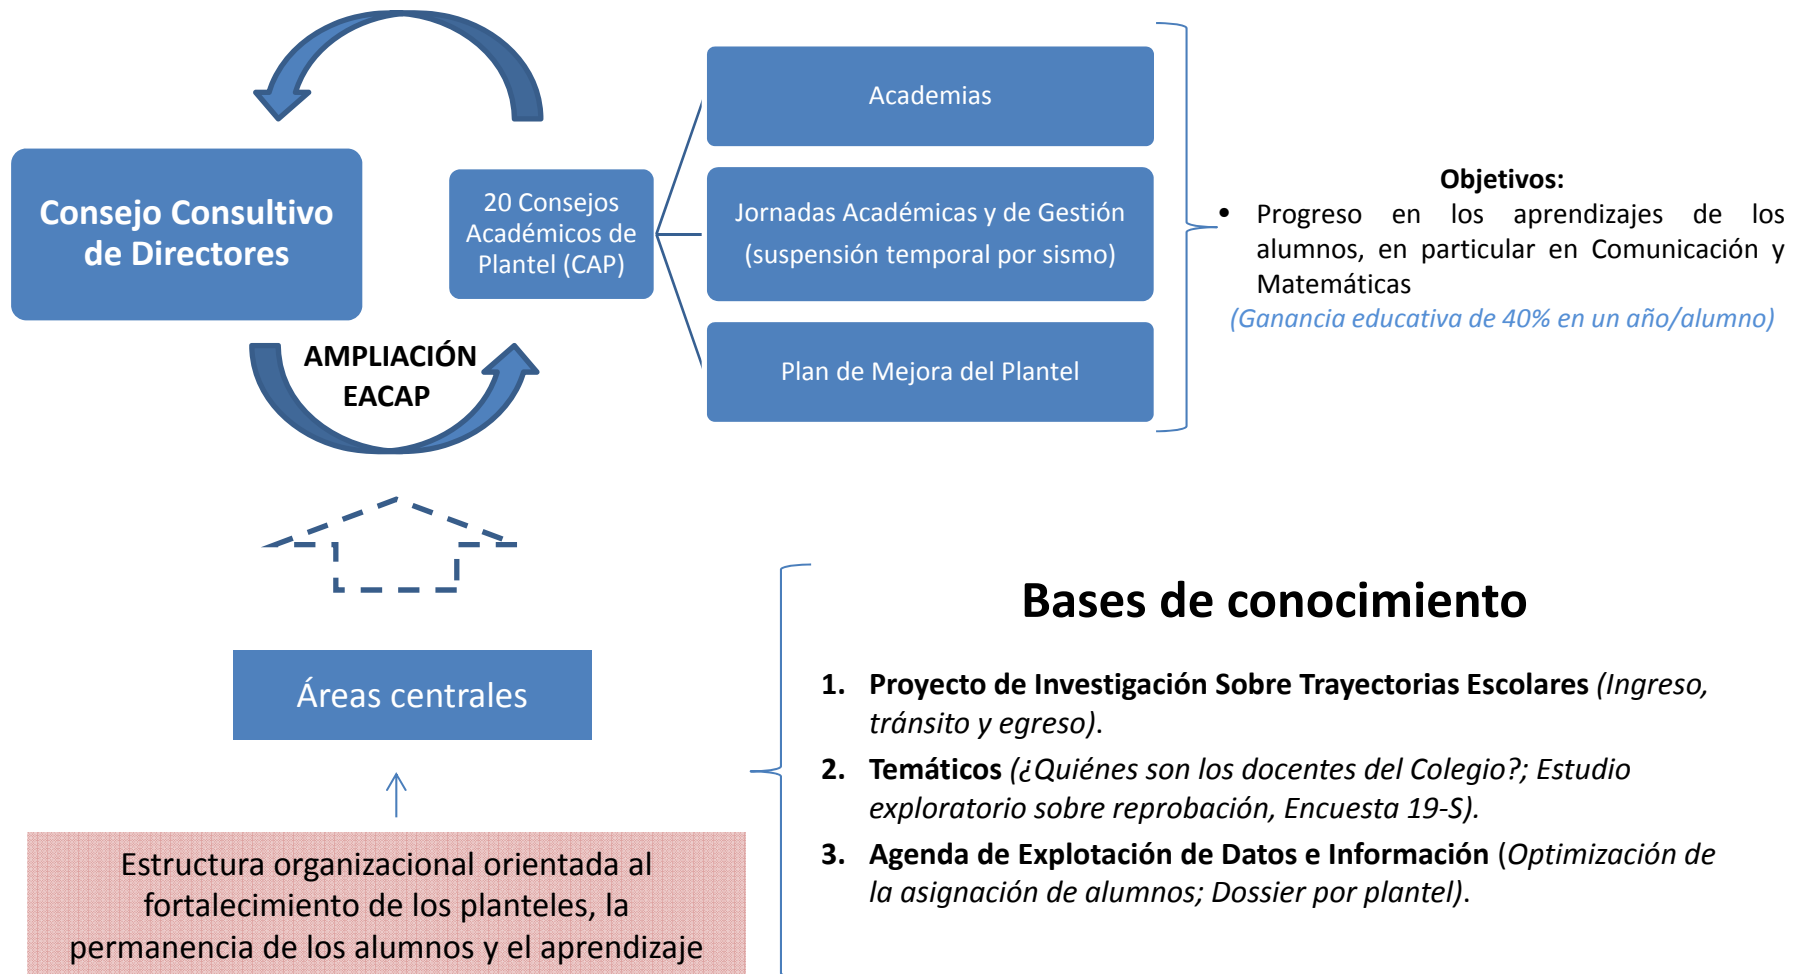 Consejo Consultivo
de Directores
20 Consejos
Académicos de
Plantel (CAP)
AMPLIACIÓN
EACAP
Academias
Jornadas Académicas y de Gestión
(suspensión temporal por sismo)
Plan de Mejora del Plantel
Objetivos:
• Progreso en los aprendizajes de los
alumnos, en particular en Comunicación y
Matemáticas
(Ganancia educativa de 40% en un año/alumno)
Áreas centrales
Estructura organizacional orientada al
fortalecimiento de los planteles, la
permanencia de los alumnos y el aprendizaje
Bases de conocimiento
1. Proyecto de Investigación Sobre Trayectorias Escolares (Ingreso,
tránsito y egreso).
2. Temáticos (¿Quiénes son los docentes del Colegio?; Estudio
exploratorio sobre reprobación, Encuesta 19-S).
3. Agenda de Explotación de Datos e Información (Optimización de
la asignación de alumnos; Dossier por plantel).